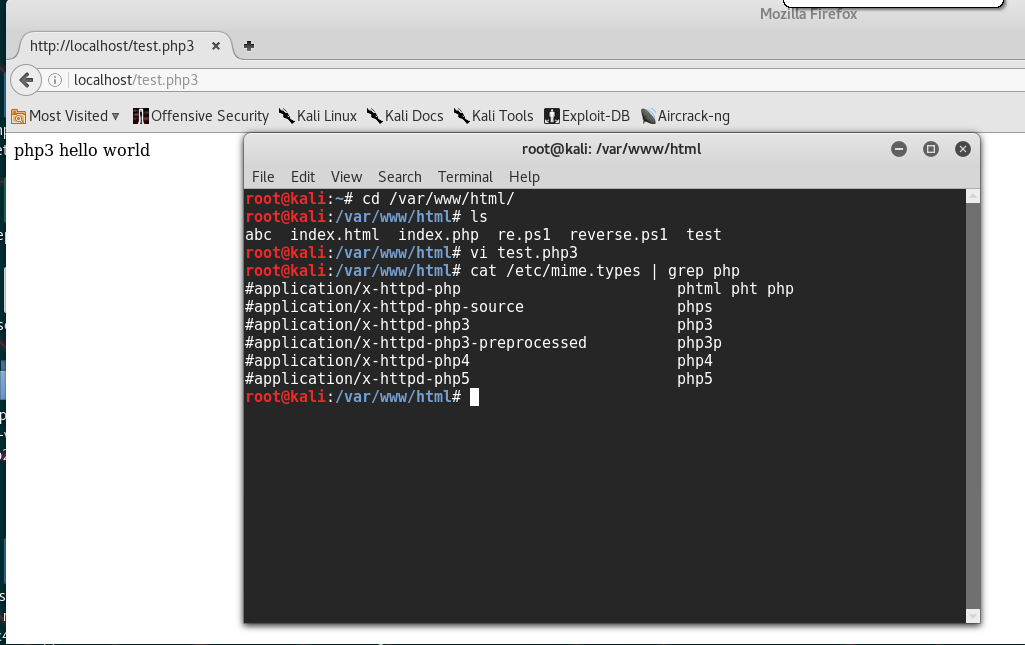 Mozilla Firefox
http://localhost/test.php3
localhost/test.php3
Most Visited Offensive Security Kali Linux Kali Docs Kali Tools Exploit-DB Aircrack-ng
php3 hello world
root@kali: /var/www/html
File Edit View Search Terminal Help
root@kali:~# cd /var/www/html/
root@kali:/var/www/html# ls
abc index.html index.php re.ps1 reverse.ps1 test
root@kali:/var/www/html# vi test.php3
root@kali:/var/www/html# cat /etc/mime.types | grep php
#application/x-httpd-php phtml pht php
#application/x-httpd-php-source phps
#application/x-httpd-php3 php3
#application/x-httpd-php3-preprocessed php3p
#application/x-httpd-php4 php4
#application/x-httpd-php5 php5
root@kali:/var/www/html#